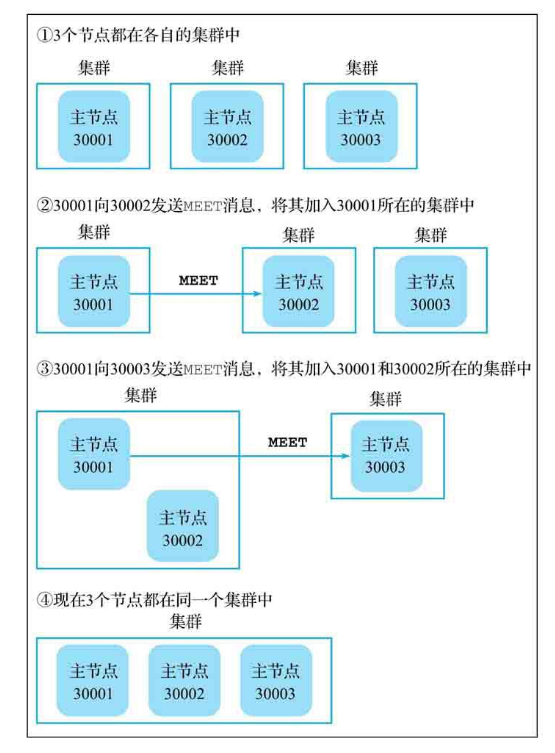 ①3个节点都在各自的集群中
集群 集群 集群
主节点 主节点 主节点
30001 30002 30003
②30001向30002发送MEET消息，将其加入30001所在的集群中
集群 集群 集群
主节点 MEET 主节点 主节点
30001 30002 30003
③30001向30003发送MEET消息，将其加入30001和30002所在的集群中
集群 集群
主节点 MEET 主节点
30001 30003
主节点
30002
④现在3个节点都在同一个集群中
集群
主节点 主节点 主节点
30001 30002 30003